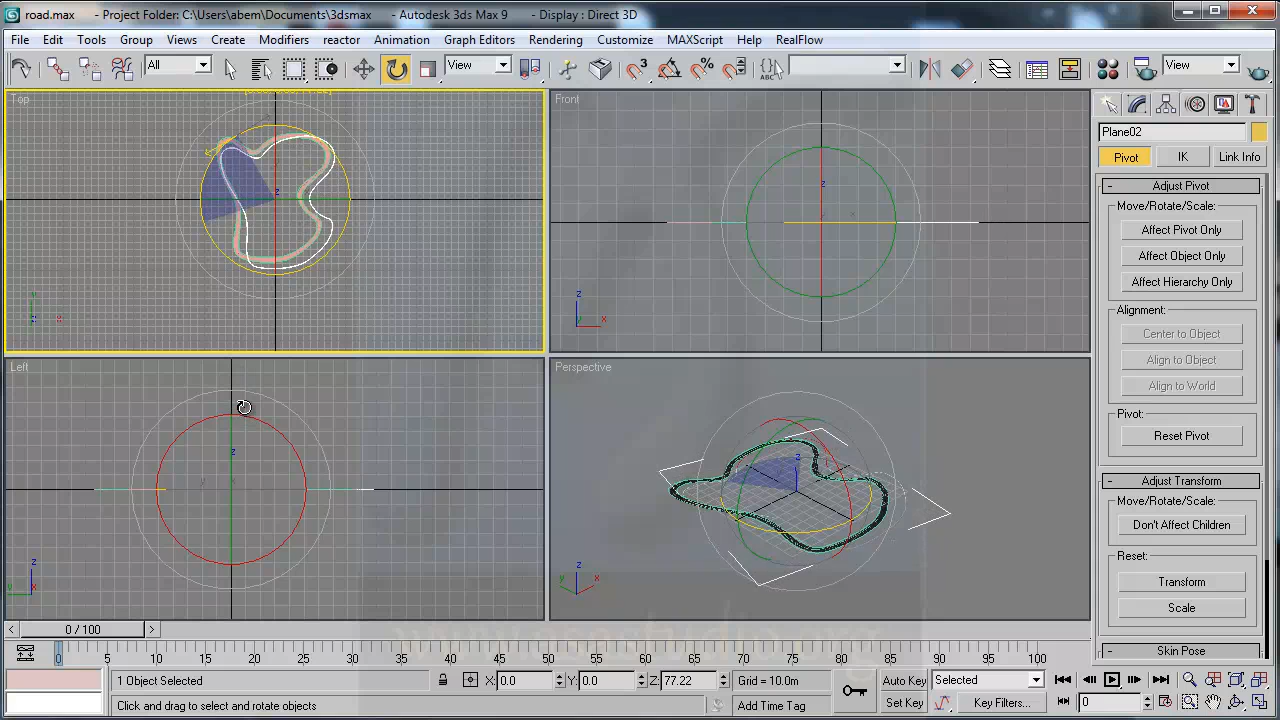 road.max - Project Folder: C:\Users\abem\Documents\3dsmax - Autodesk 3ds Max 9 - Display : Direct 3D
File Edit Tools Group Views Create Modifiers reactor Animation Graph Editors Rendering Customize MAXScript Help RealFlow
All View 3 View
Top
Front
Plane02
Pivot IK Link Info
- Adjust Pivot
Move/Rotate/Scale:
Affect Pivot Only
Affect Object Only
Affect Hierarchy Only
Alignment:
Center to Object
Align to Object
Align to World
Pivot:
Reset Pivot
- Adjust Transform
Move/Rotate/Scale:
Don't Affect Children
Reset:
Transform
Scale
- Skin Pose
z
z
z
x
Left
Perspective
z
z
y
x
z
z
y
x
0 / 100
0 5 10 15 20 25 30 35 40 45 50 55 60 65 70 75 80 85 90 95 100
1 Object Selected X: 0.0 Y: 0.0 Z: 77.22 Grid = 10.0m Auto Key Selected
Click and drag to select and rotate objects Add Time Tag Set Key Key Filters... 0